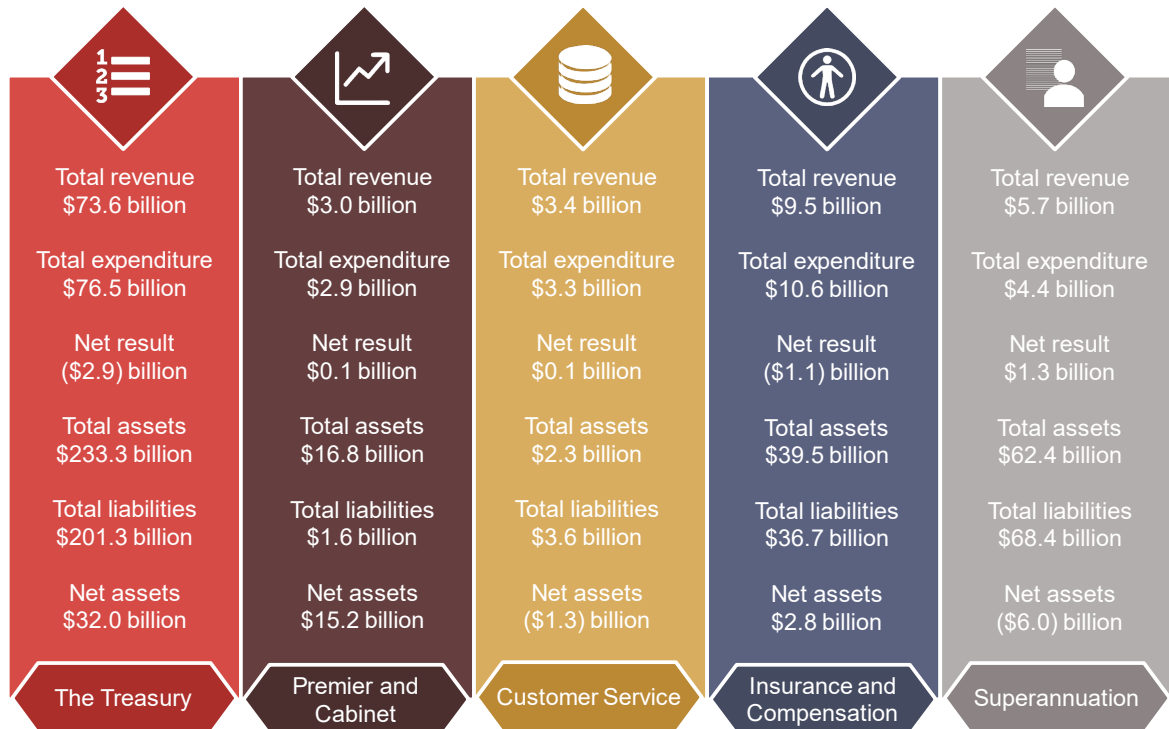 1
2
3
Total revenue
$73.6 billion
Total expenditure
$76.5 billion
Net result
($2.9) billion
Total assets
$233.3 billion
Total liabilities
$201.3 billion
Net assets
$32.0 billion
The Treasury
Total revenue
$3.0 billion
Total expenditure
$2.9 billion
Net result
$0.1 billion
Total assets
$16.8 billion
Total liabilities
$1.6 billion
Net assets
$15.2 billion
Premier and
Cabinet
Total revenue
$3.4 billion
Total expenditure
$3.3 billion
Net result
$0.1 billion
Total assets
$2.3 billion
Total liabilities
$3.6 billion
Net assets
($1.3) billion
Customer Service
Total revenue
$9.5 billion
Total expenditure
$10.6 billion
Net result
($1.1) billion
Total assets
$39.5 billion
Total liabilities
$36.7 billion
Net assets
$2.8 billion
Insurance and
Compensation
Total revenue
$5.7 billion
Total expenditure
$4.4 billion
Net result
$1.3 billion
Total assets
$62.4 billion
Total liabilities
$68.4 billion
Net assets
($6.0) billion
Superannuation